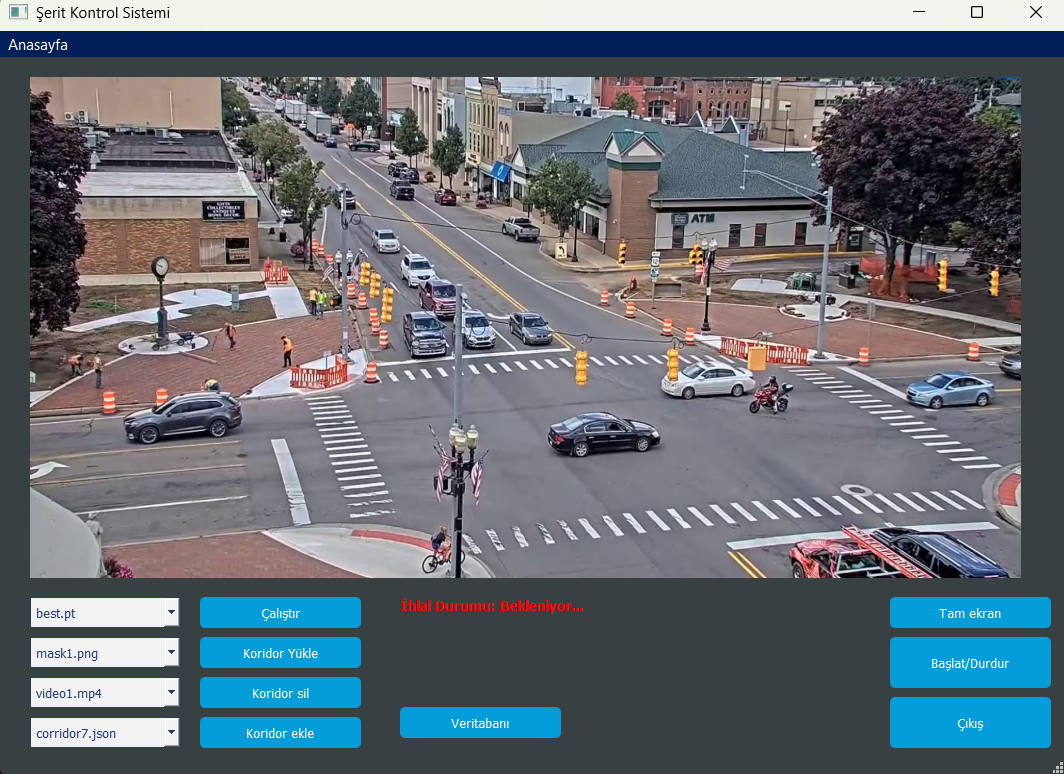 Şerit Kontrol Sistemi
Anasayfa
GIFTS
COLLECTIBLES
ANTIQUES
HOME DECOR
ATM
best.pt
Çalıştır
İhlal Durumu: Bekleniyor...
Tam ekran
mask1.png
Koridor Yükle
Başlat/Durdur
video1.mp4
Koridor sil
corridor7.json
Koridor ekle
Veritabanı
Çıkış